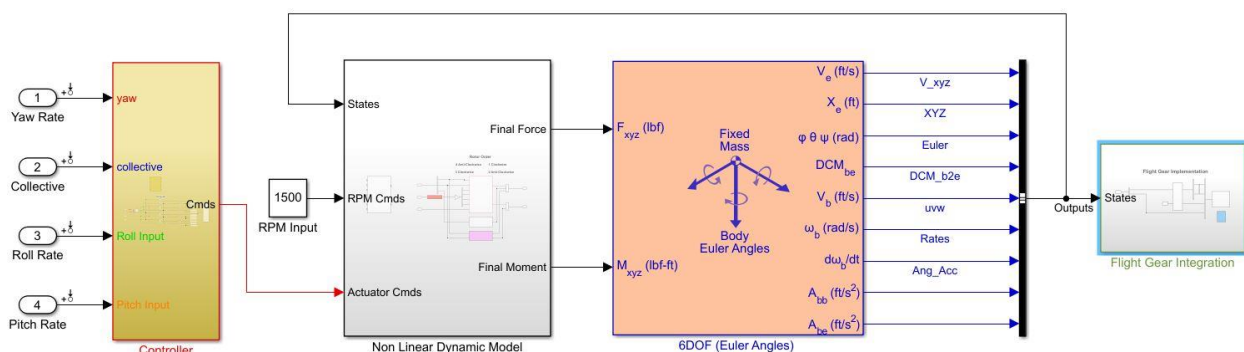 1
Yaw Rate
2
Collective
3
Roll Rate
4
Pitch Rate
yaw
collective
Roll Input
Pitch Input
Cmds
Controller
1500
RPM Input
States
RPM Cmds
Actuator Cmds
Final Force
Final Moment
Non Linear Dynamic Model
F_xyz (lbf)
M_xyz (lbf-ft)
Fixed
Mass
Body
Euler Angles
V_e (ft/s)
X_e (ft)
φ θ ψ (rad)
DCM_be
V_b (ft/s)
ω_b (rad/s)
dω_b/dt
A_bb (ft/s²)
A_be (ft/s²)
6DOF (Euler Angles)
V_xyz
XYZ
Euler
DCM_b2e
uvw
Rates
Ang_Acc
Outputs
Flight Gear Implementation
States
Flight Gear Integration